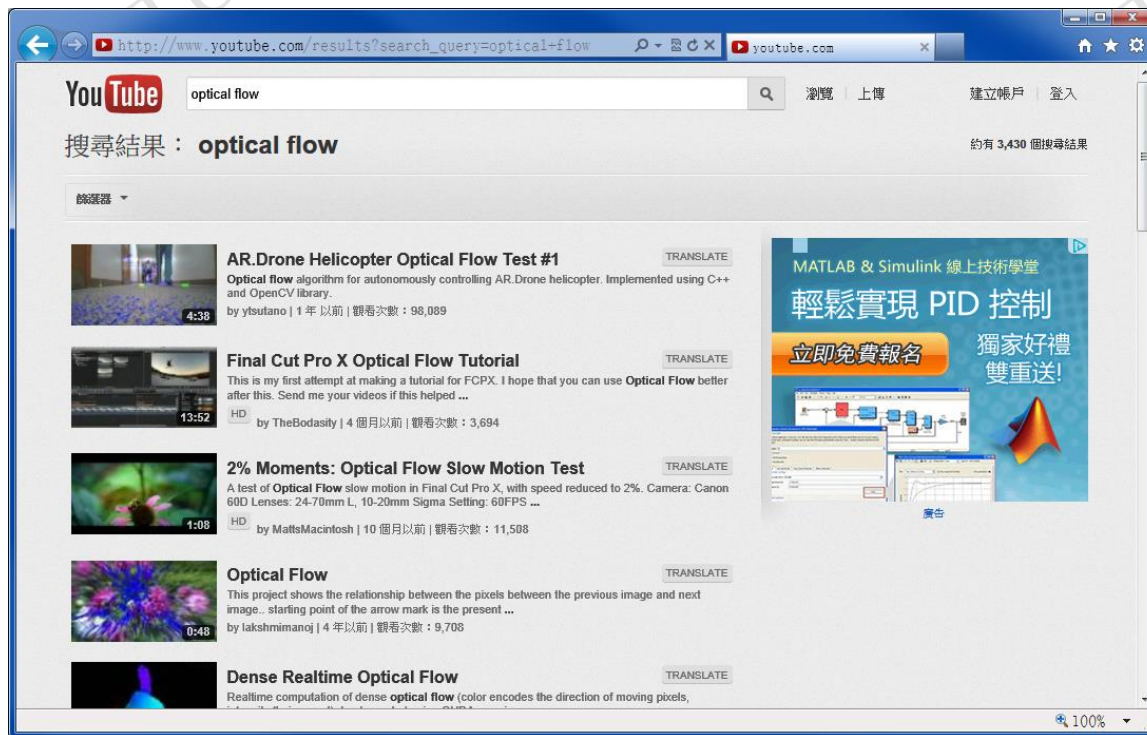 http://www.youtube.com/results?search_query=optical+flow
youtube.com
YouTube
optical flow
瀏覽
上傳
建立帳戶
登入
搜尋結果： optical flow
約有 3,430 個搜尋結果
篩選器
AR.Drone Helicopter Optical Flow Test #1
TRANSLATE
Optical flow algorithm for autonomously controlling AR.Drone helicopter. Implemented using C++
and OpenCV library.
by ytsutano | 1 年 以前 | 觀看次數：98,089
4:38
Final Cut Pro X Optical Flow Tutorial
TRANSLATE
This is my first attempt at making a tutorial for FCPX. I hope that you can use Optical Flow better
after this. Send me your videos if this helped ...
HD by TheBodasily | 4 個月以前 | 觀看次數：3,694
13:52
2% Moments: Optical Flow Slow Motion Test
TRANSLATE
A test of Optical Flow slow motion in Final Cut Pro X, with speed reduced to 2%. Camera: Canon
60D Lenses: 24-70mm L, 10-20mm Sigma Setting: 60FPS ...
HD by MattsMacintosh | 10 個月以前 | 觀看次數：11,508
1:08
Optical Flow
TRANSLATE
This project shows the relationship between the pixels between the previous image and next
image.. starting point of the arrow mark is the present ...
by lakshmimanoj | 4 年以前 | 觀看次數：9,708
0:48
Dense Realtime Optical Flow
TRANSLATE
Realtime computation of dense optical flow (color encodes the direction of moving pixels,
MATLAB & Simulink 線上技術學堂
輕鬆實現 PID 控制
立即免費報名
獨家好禮
雙重送!
廣告
100%